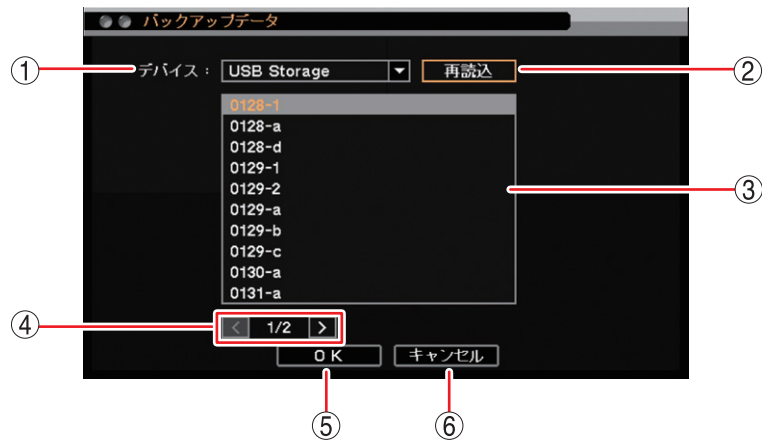 バックアップデータ
① デバイス： USB Storage 再読込 ②
0128-1
0128-a
0128-d
0129-1
0129-2 ③
0129-a
0129-b
0129-c
0130-a
0131-a
④ < 1/2 >
OK キャンセル
⑤ ⑥